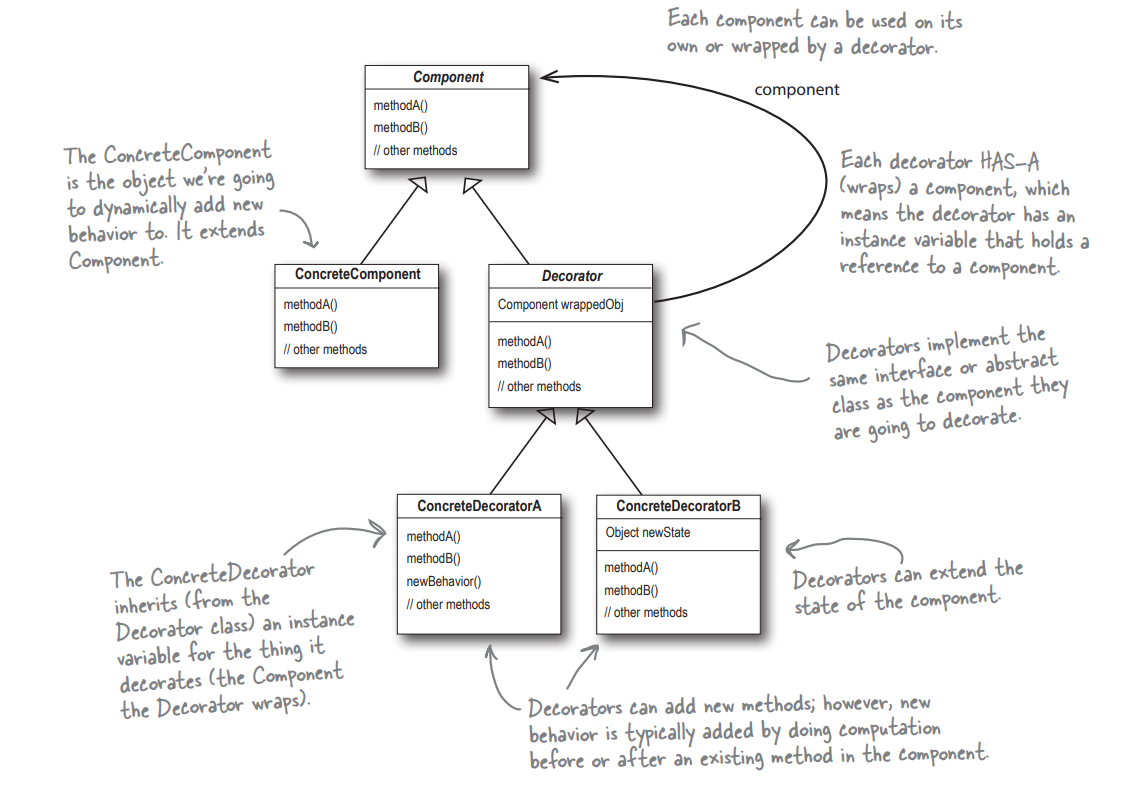 Each component can be used on its
own or wrapped by a decorator.
Component
methodA()
methodB()
// other methods
component
The ConcreteComponent
is the object we're going
to dynamically add new
behavior to. It extends
Component.
Each decorator HAS-A
(wraps) a component, which
means the decorator has an
instance variable that holds a
reference to a component.
ConcreteComponent
methodA()
methodB()
// other methods
Decorator
Component wrappedObj
methodA()
methodB()
// other methods
Decorators implement the
same interface or abstract
class as the component they
are going to decorate.
ConcreteDecoratorA
methodA()
methodB()
newBehavior()
// other methods
ConcreteDecoratorB
Object newState
methodA()
methodB()
// other methods
The ConcreteDecorator
inherits (from the
Decorator class) an instance
variable for the thing it
decorates (the Component
the Decorator wraps).
Decorators can extend the
state of the component.
Decorators can add new methods; however, new
behavior is typically added by doing computation
before or after an existing method in the component.